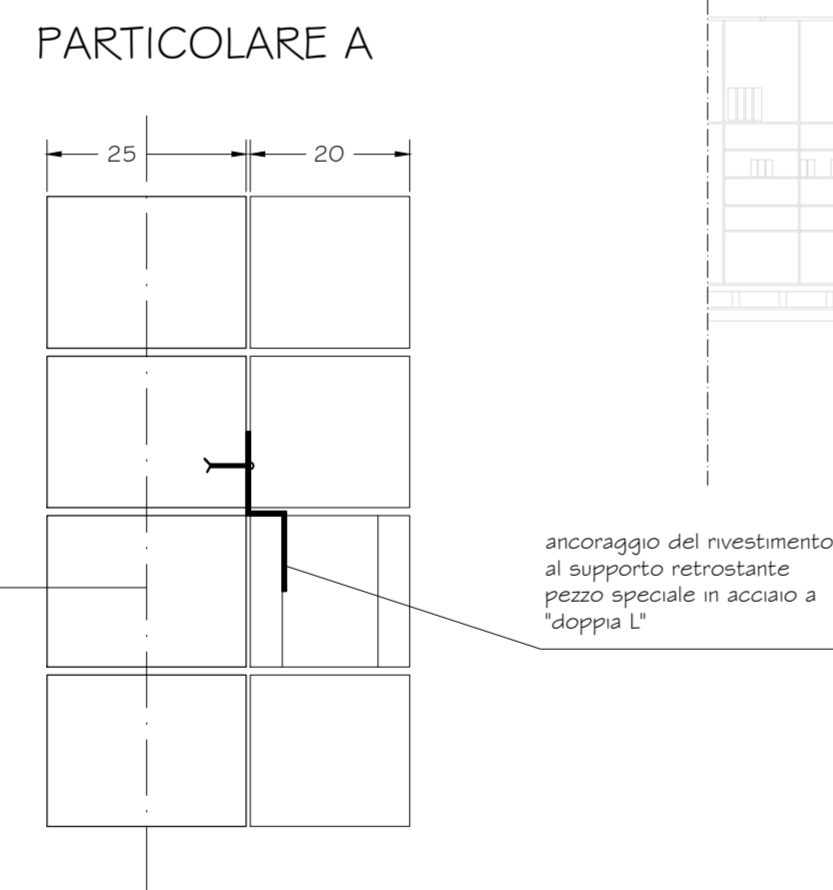 PARTICOLARE A
25 20
ancoraggio del rivestimento
al supporto retrostante
pezzo speciale in acciaio a
"doppia L"